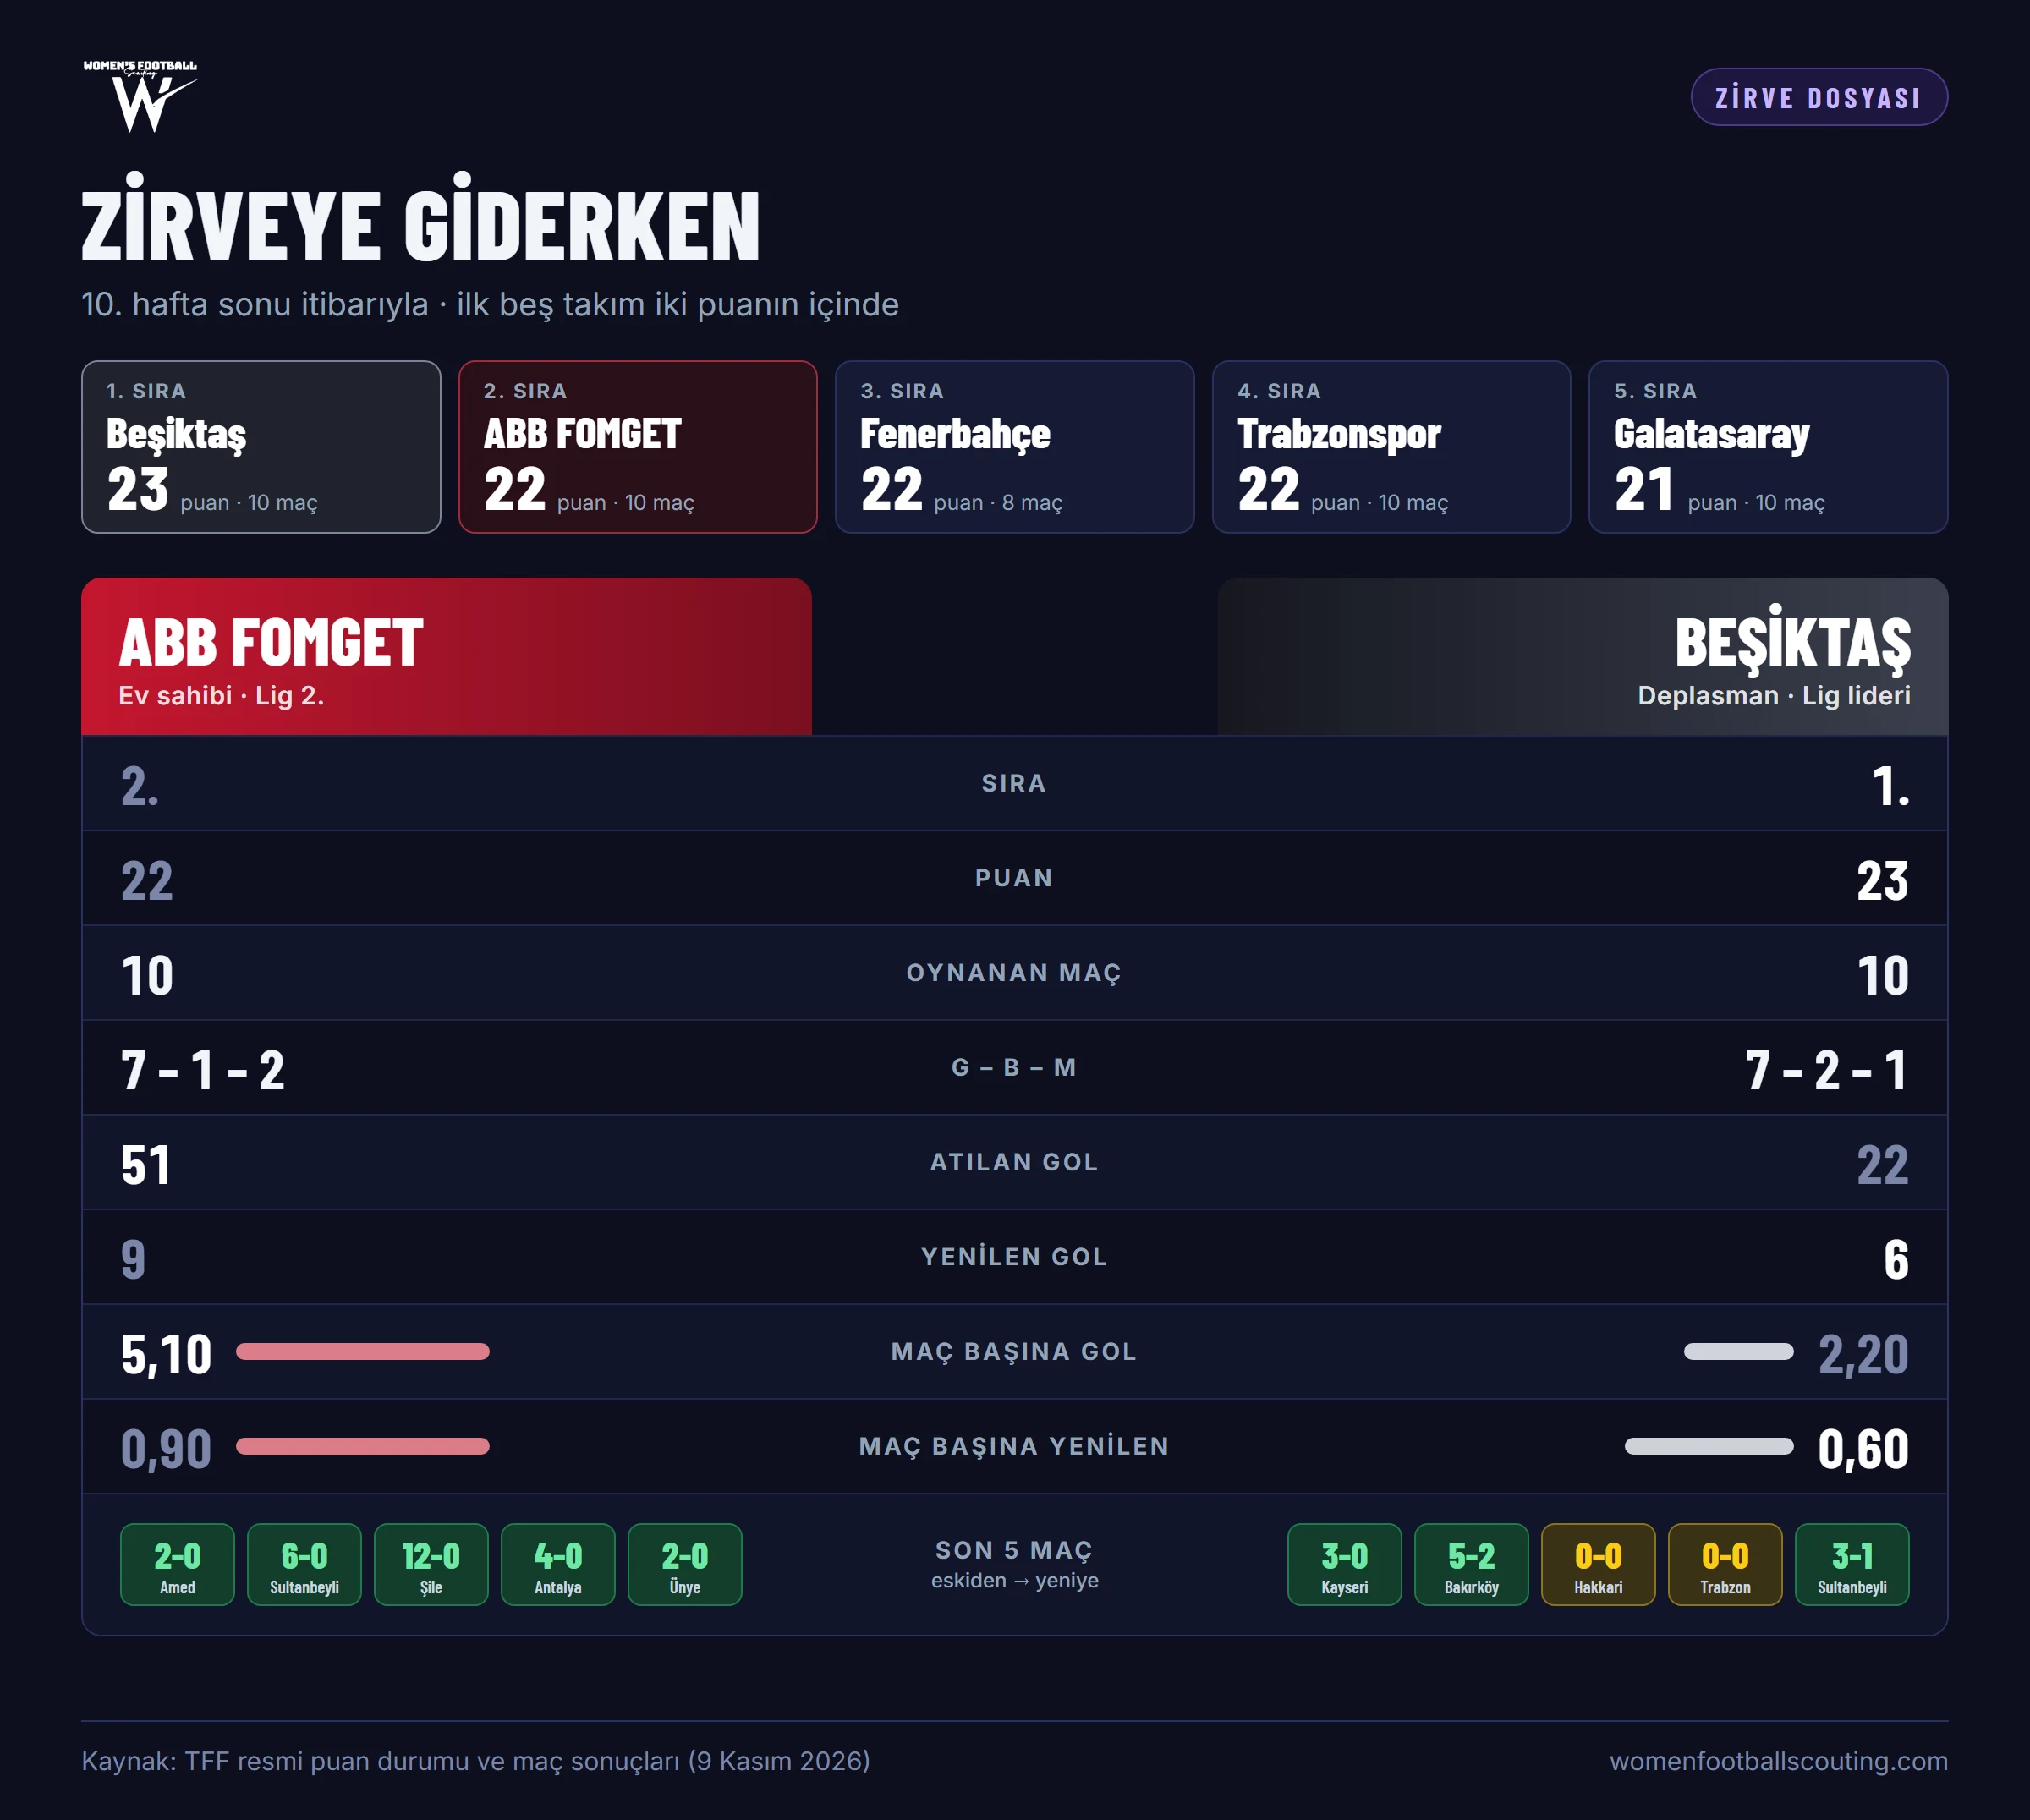 WOMEN'S FOOTBALL
Scouting
W
ZİRVE DOSYASI
ZİRVEYE GİDERKEN
10. hafta sonu itibarıyla · ilk beş takım iki puanın içinde
1. SIRA
Beşiktaş
23 puan · 10 maç
2. SIRA
ABB FOMGET
22 puan · 10 maç
3. SIRA
Fenerbahçe
22 puan · 8 maç
4. SIRA
Trabzonspor
22 puan · 10 maç
5. SIRA
Galatasaray
21 puan · 10 maç
ABB FOMGET
Ev sahibi · Lig 2.
BEŞİKTAŞ
Deplasman · Lig lideri
2. SIRA 1.
22 PUAN 23
10 OYNANAN MAÇ 10
7 – 1 – 2 G – B – M 7 – 2 – 1
51 ATILAN GOL 22
9 YENİLEN GOL 6
5,10 MAÇ BAŞINA GOL 2,20
0,90 MAÇ BAŞINA YENİLEN 0,60
2-0 6-0 12-0 4-0 2-0
Amed Sultanbeyli Şile Antalya Ünye
SON 5 MAÇ
eskiden → yeniye
3-0 5-2 0-0 0-0 3-1
Kayseri Bakırköy Hakkari Trabzon Sultanbeyli
Kaynak: TFF resmi puan durumu ve maç sonuçları (9 Kasım 2026)
womenfootballscouting.com